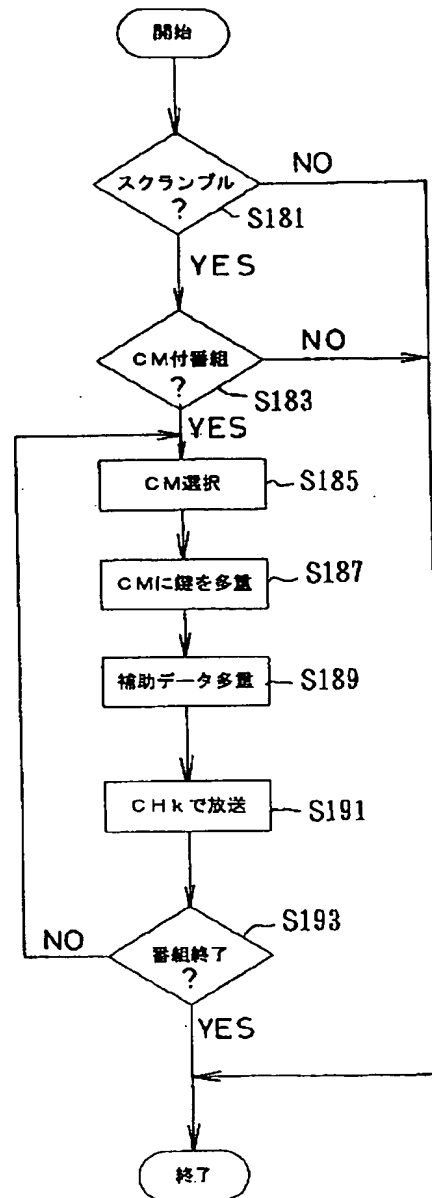 開始
スクランブル
?
NO
S181
YES
CM付番組
?
NO
S183
YES
CM選択
S185
CMに鍵を多重
S187
補助データ多重
S189
CHkで放送
S191
番組終了
?
S193
NO
YES
終了